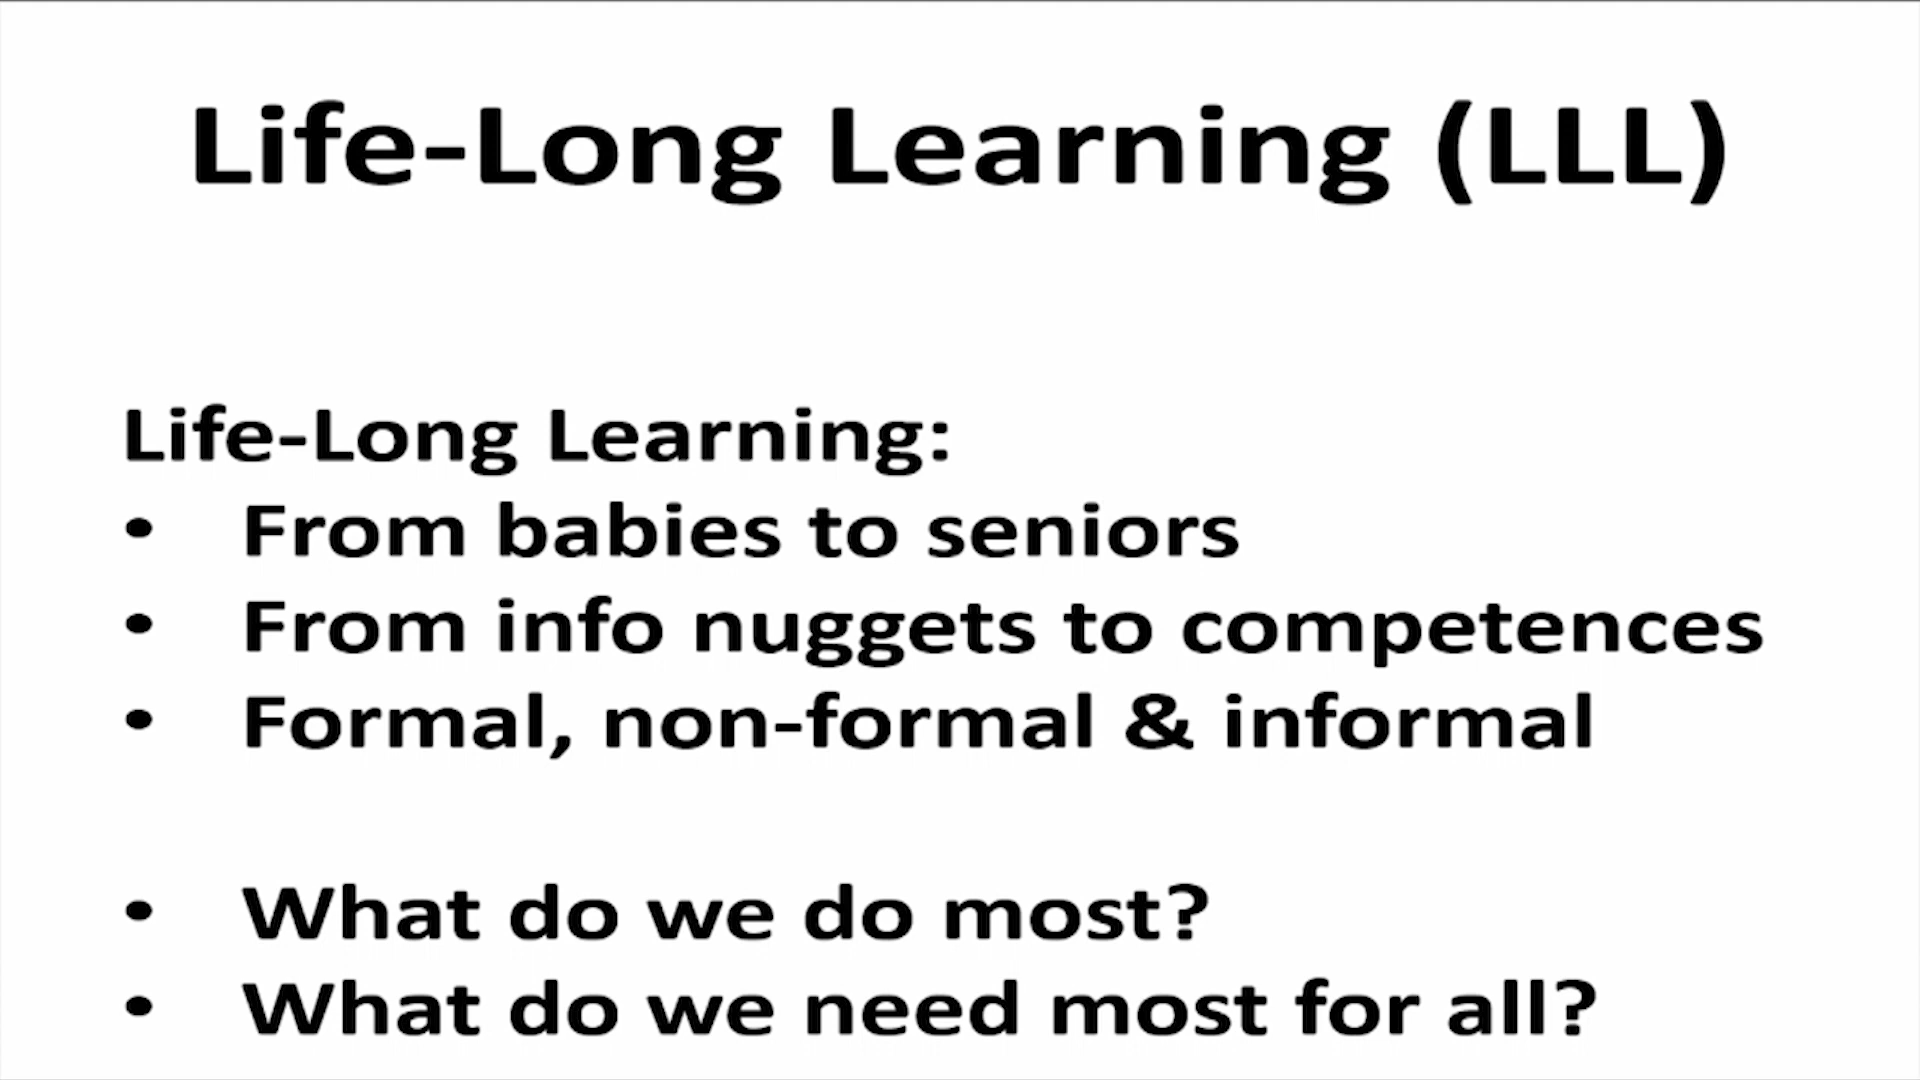 Life-Long Learning (LLL)
Life-Long Learning:
• From babies to seniors
• From info nuggets to competences
• Formal, non-formal & informal
• What do we do most?
• What do we need most for all?